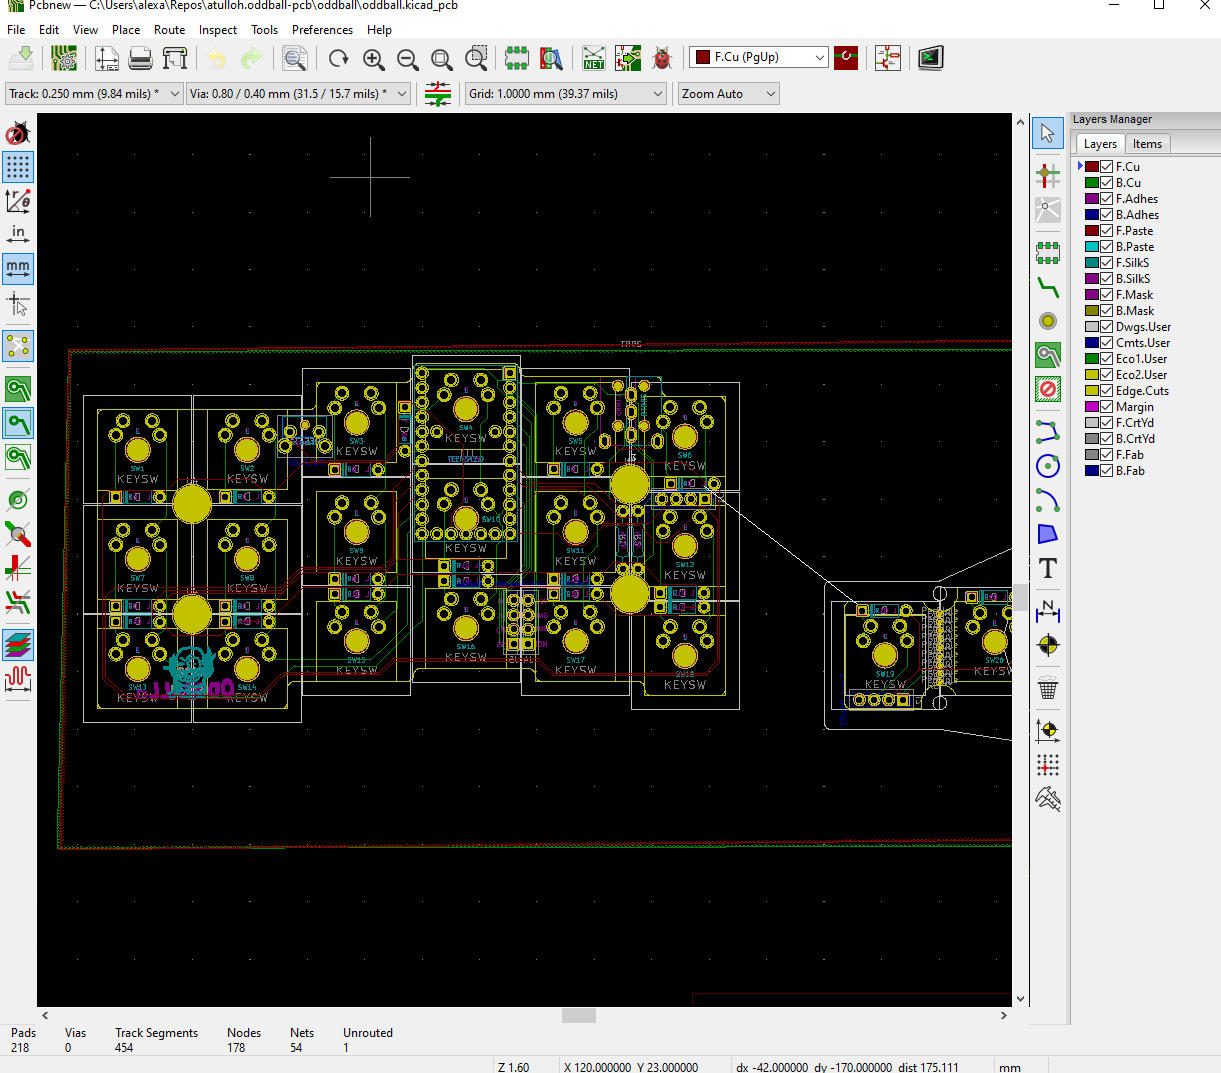 Pcbnew — C:\Users\alexa\Repos\atulloh.oddball-pcb\oddball\oddball.kicad_pcb
File Edit View Place Route Inspect Tools Preferences Help
NET
F.Cu (PgUp)
Track: 0.250 mm (9.84 mils) *
Via: 0.80 / 0.40 mm (31.5 / 15.7 mils) *
Grid: 1.0000 mm (39.37 mils)
Zoom Auto
in
mm
Layers Manager
Layers Items
F.Cu
B.Cu
F.Adhes
B.Adhes
F.Paste
B.Paste
F.SilkS
B.SilkS
F.Mask
B.Mask
Dwgs.User
Cmts.User
Eco1.User
Eco2.User
Edge.Cuts
Margin
F.CrtYd
B.CrtYd
F.Fab
B.Fab
T
N
SW1
KEYSW
SW2
KEYSW
SW3
KEYSW
SW4
KEYSW
SW5
KEYSW
SW6
KEYSW
SW7
KEYSW
SW8
KEYSW
SW9
KEYSW
SW10
KEYSW
SW11
KEYSW
SW12
KEYSW
SW13
KEYSW
SW14
KEYSW
SW15
KEYSW
SW16
KEYSW
SW17
KEYSW
SW18
KEYSW
SW19
KEYSW
SW20
Pads Vias Track Segments Nodes Nets Unrouted
218 0 454 178 54 1
Z 1.60
X 120.000000 Y 23.000000
dx -42.000000 dy -170.000000 dist 175.111
mm